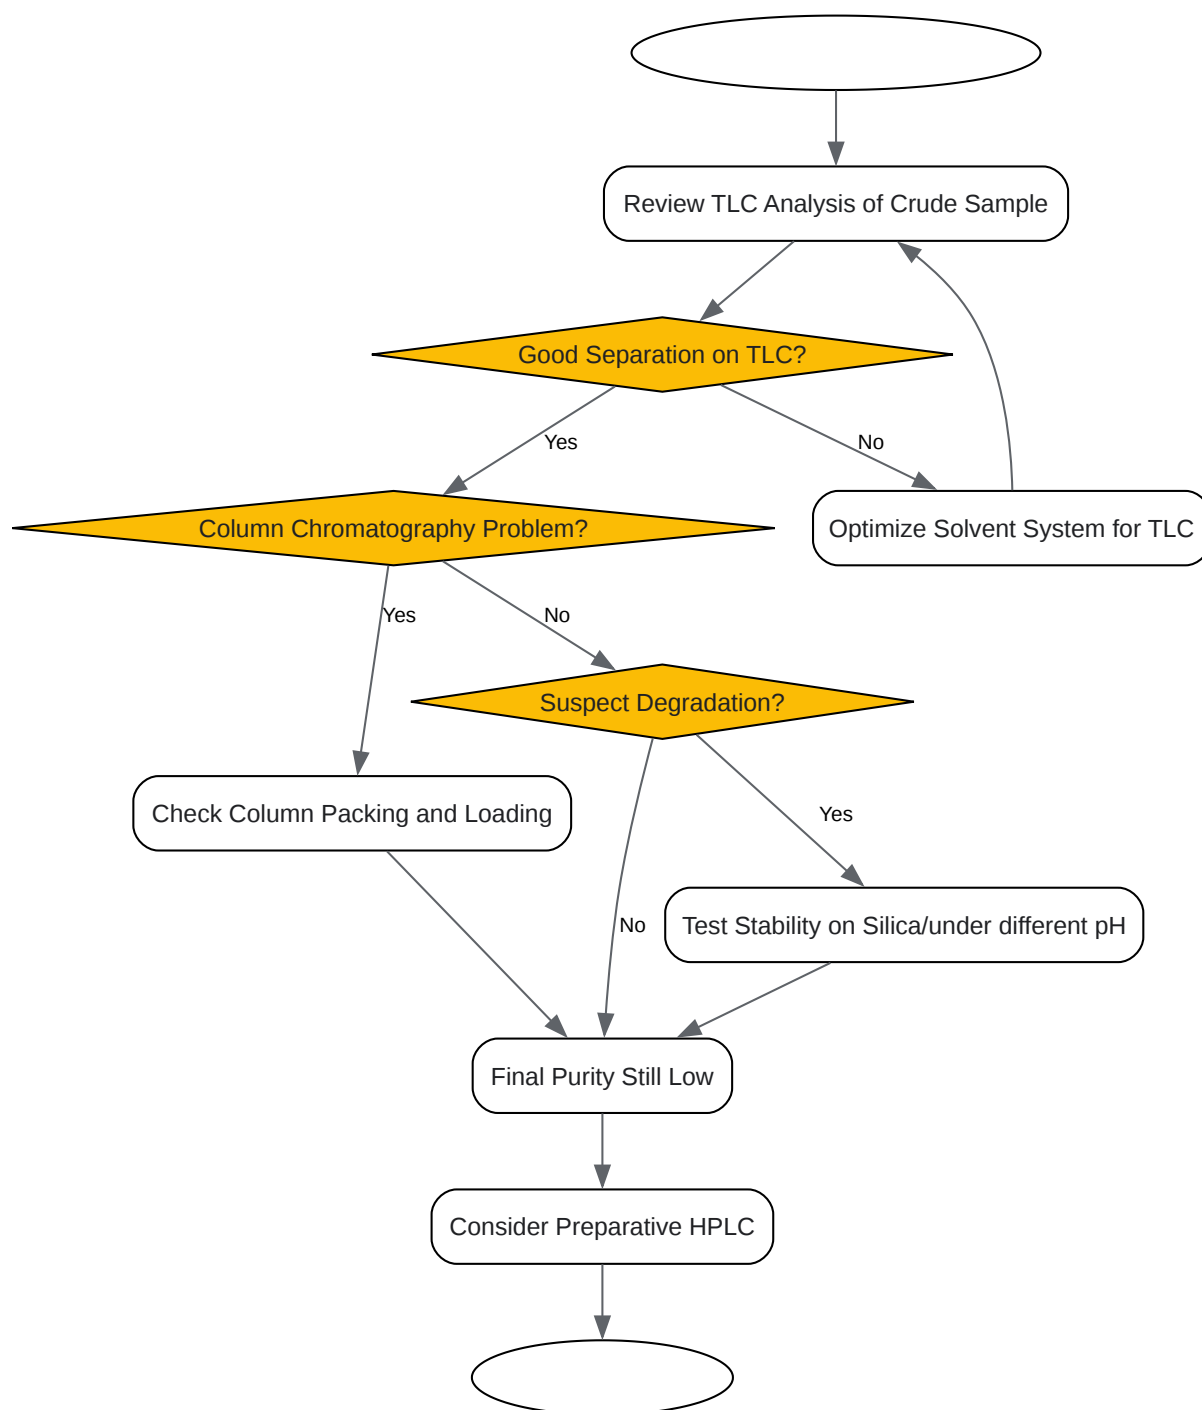 Review TLC Analysis of Crude Sample
Good Separation on TLC?
Yes
No
Column Chromatography Problem?
Optimize Solvent System for TLC
Yes
No
Suspect Degradation?
Check Column Packing and Loading
Yes
No
Test Stability on Silica/under different pH
Final Purity Still Low
Consider Preparative HPLC